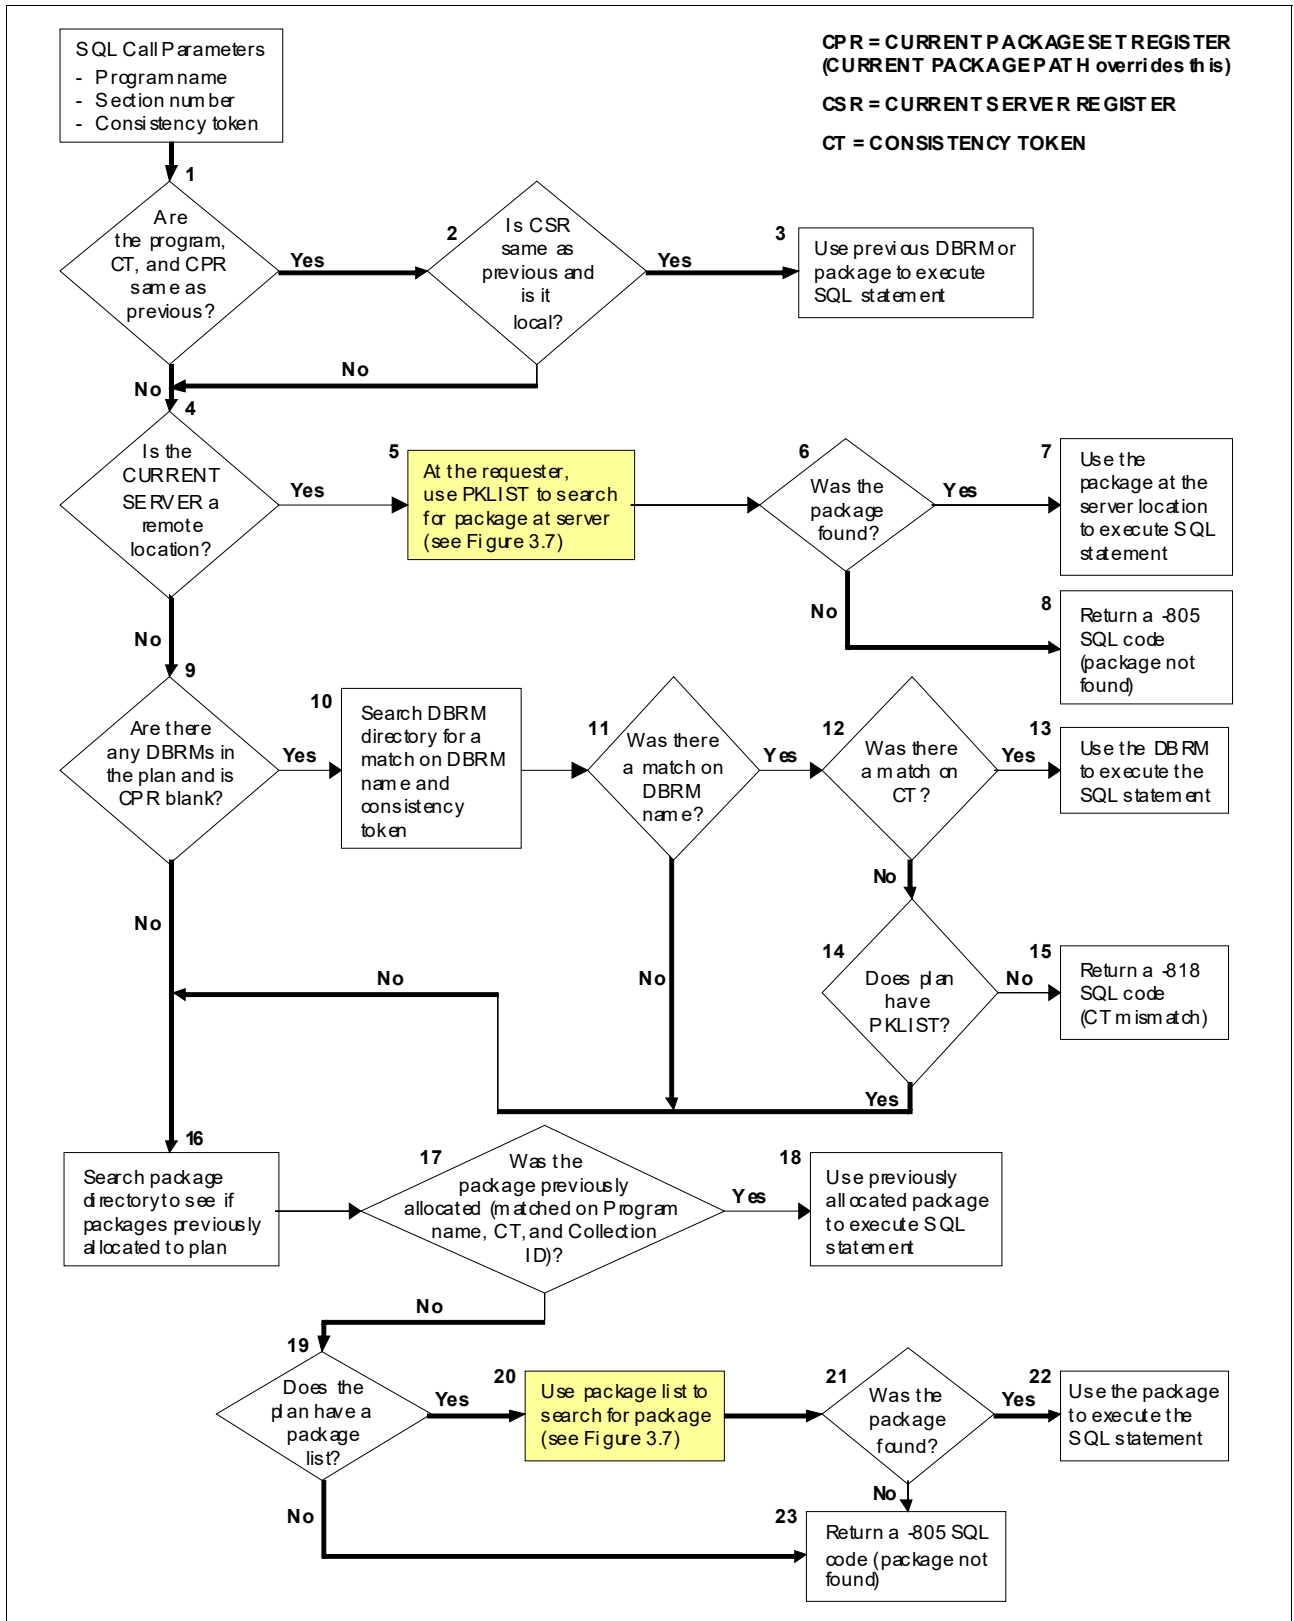 SQL Call Parameters
- Program name
- Section number
- Consistency token
CPR = CURRENT PACKAGESET REGISTER
(CURRENT PACKAGE PATH overrides this)
CSR = CURRENT SERVER REGISTER
CT = CONSISTENCY TOKEN
1
Are
the program,
CT, and CPR
same as
previous?
Yes
2
Is CSR
same as
previous and
is it
local?
Yes
3
Use previous DBRM or
package to execute
SQL statement
No
No
4
Is the
CURRENT
SERVER a
remote
location?
Yes
5
At the requester,
use PKLIST to search
for package at server
(see Figure 3.7)
6
Was the
package
found?
Yes
7
Use the
package at the
server location
to execute SQL
statement
No
8
Return a -805
SQL code
(package not
found)
No
9
Are there
any DBRMs in
the plan and is
CPR blank?
Yes
10
Search DBRM
directory for a
match on DBRM
name and
consistency
token
11
Was there
a match on
DBRM
name?
Yes
12
Was there
a match on
CT?
Yes
13
Use the DBRM
to execute the
SQL statement
No
No
14
Does plan
have
PKLIST?
No
15
Return a -818
SQL code
(CT mismatch)
No
No
Yes
16
Search package
directory to see if
packages previously
allocated to plan
17
Was the
package previously
allocated (matched on Program
name, CT, and Collection
ID)?
Yes
18
Use previously
allocated package
to execute SQL
statement
No
19
Does the
plan have a
package
list?
Yes
20
Use package list to
search for package
(see Figure 3.7)
21
Was the
package
found?
Yes
22
Use the package
to execute the
SQL statement
No
No
23
Return a -805 SQL
code (package not
found)